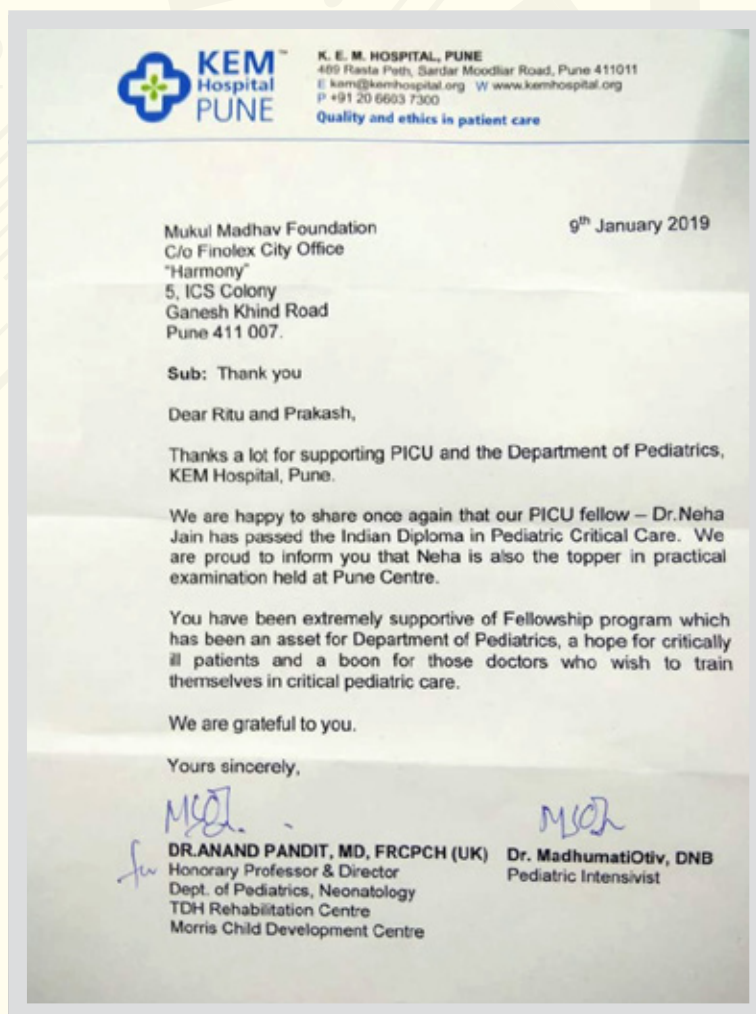 KEM™
Hospital
PUNE
K. E. M. HOSPITAL, PUNE
489 Rasta Peth, Sardar Moodliar Road, Pune 411011
E kem@kemhospital.org W www.kemhospital.org
P +91 20 6603 7300
Quality and ethics in patient care
Mukul Madhav Foundation
9th January 2019
C/o Finolex City Office
"Harmony"
5, ICS Colony
Ganesh Khind Road
Pune 411 007.
Sub: Thank you
Dear Ritu and Prakash,
Thanks a lot for supporting PICU and the Department of Pediatrics,
KEM Hospital, Pune.
We are happy to share once again that our PICU fellow – Dr.Neha
Jain has passed the Indian Diploma in Pediatric Critical Care. We
are proud to inform you that Neha is also the topper in practical
examination held at Pune Centre.
You have been extremely supportive of Fellowship program which
has been an asset for Department of Pediatrics, a hope for critically
ill patients and a boon for those doctors who wish to train
themselves in critical pediatric care.
We are grateful to you.
Yours sincerely,
for
DR.ANAND PANDIT, MD, FRCPCH (UK)
Honorary Professor & Director
Dept. of Pediatrics, Neonatology
TDH Rehabilitation Centre
Morris Child Development Centre
Dr. MadhumatiOtiv, DNB
Pediatric Intensivist